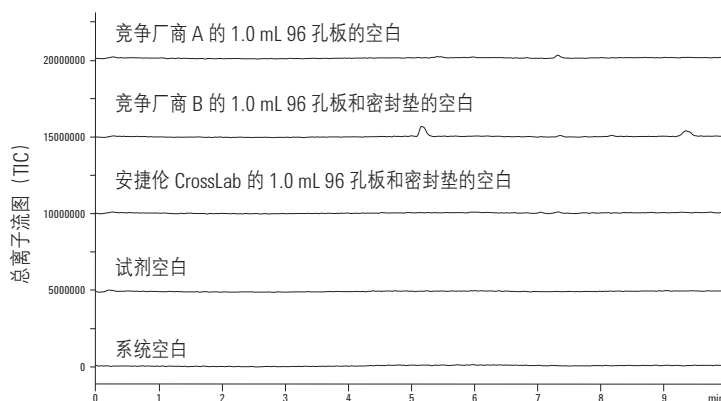 竞争厂商 A 的 1.0 mL 96 孔板的空白
20000000
竞争厂商 B 的 1.0 mL 96 孔板和密封垫的空白
15000000
安捷伦 CrossLab 的 1.0 mL 96 孔板和密封垫的空白
10000000
试剂空白
5000000
系统空白
0
总离子流图（TIC）
0 1 2 3 4 5 6 7 8 9 min